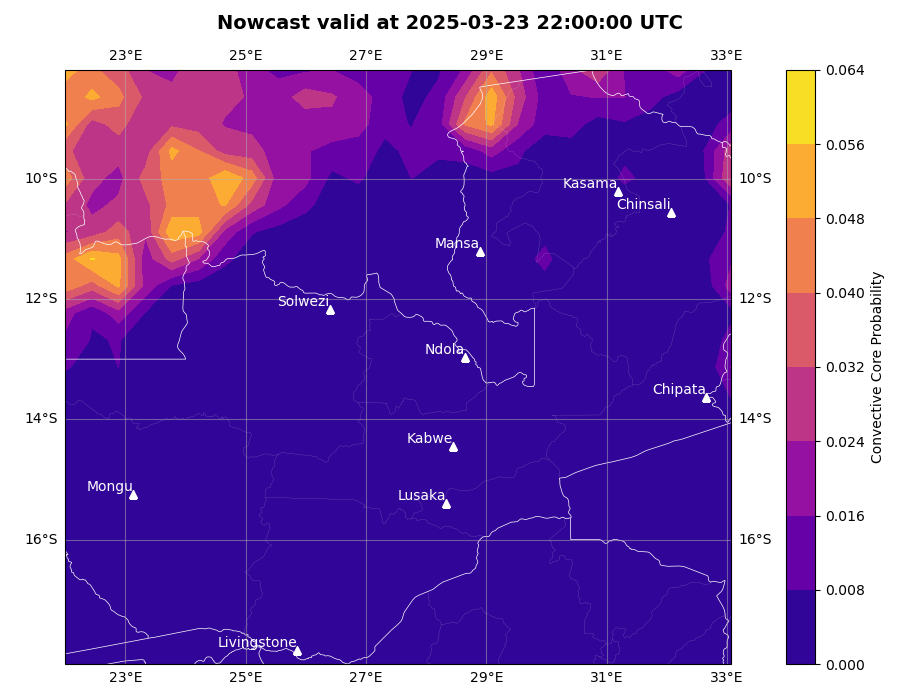 Nowcast valid at 2025-03-23 22:00:00 UTC
23°E 25°E 27°E 29°E 31°E 33°E
0.064
0.056
10°S Kasama 10°S
Chinsali
0.048
Mansa
0.040
12°S Solwezi 12°S
Ndola
0.032
Chipata
14°S 14°S
0.024
Kabwe
Mongu Lusaka
0.016
16°S 16°S
0.008
Livingstone
0.000
23°E 25°E 27°E 29°E 31°E 33°E
Convective Core Probability